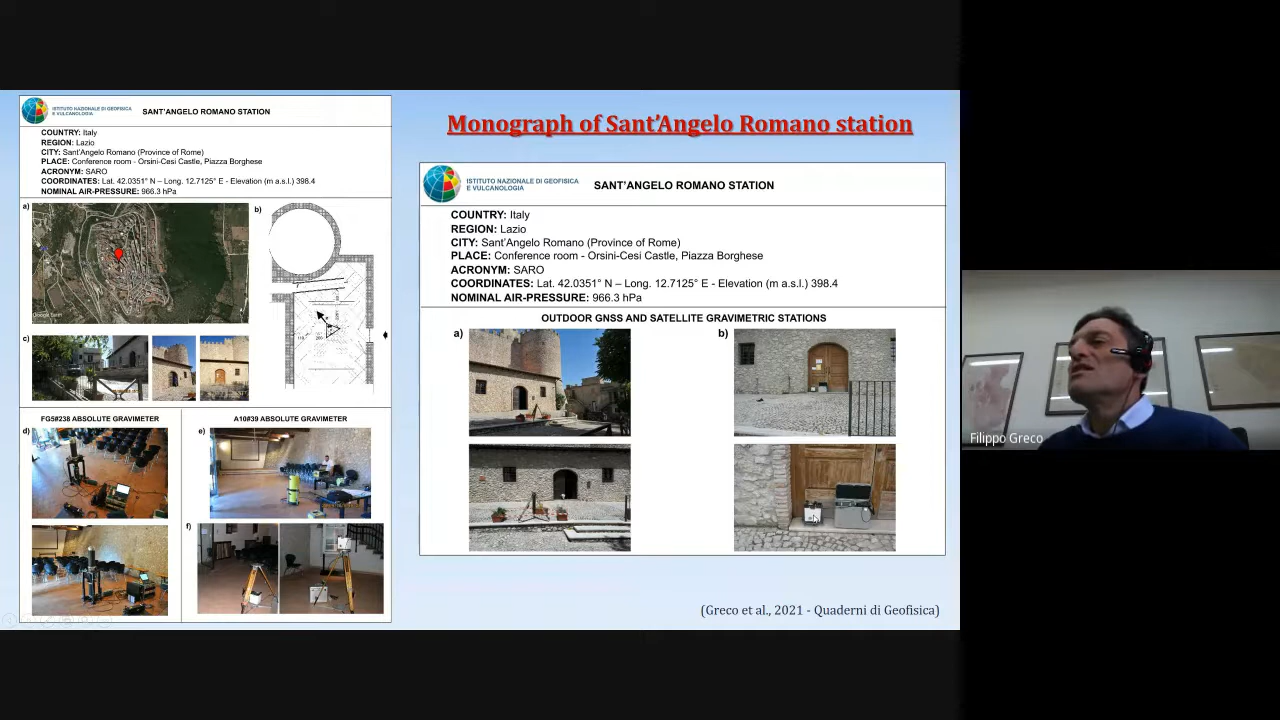 ISTITUTO NAZIONALE DI GEOFISICA
E VULCANOLOGIA
SANT'ANGELO ROMANO STATION
COUNTRY: Italy
REGION: Lazio
CITY: Sant'Angelo Romano (Province of Rome)
PLACE: Conference room - Orsini-Cesi Castle, Piazza Borghese
ACRONYM: SARO
COORDINATES: Lat. 42.0351° N – Long. 12.7125° E - Elevation (m a.s.l.) 398.4
NOMINAL AIR-PRESSURE: 966.3 hPa
a)
b)
c)
FG5#238 ABSOLUTE GRAVIMETER
A10#39 ABSOLUTE GRAVIMETER
d)
e)
f)
Monograph of Sant'Angelo Romano station
ISTITUTO NAZIONALE DI GEOFISICA
E VULCANOLOGIA
SANT'ANGELO ROMANO STATION
COUNTRY: Italy
REGION: Lazio
CITY: Sant'Angelo Romano (Province of Rome)
PLACE: Conference room - Orsini-Cesi Castle, Piazza Borghese
ACRONYM: SARO
COORDINATES: Lat. 42.0351° N – Long. 12.7125° E - Elevation (m a.s.l.) 398.4
NOMINAL AIR-PRESSURE: 966.3 hPa
OUTDOOR GNSS AND SATELLITE GRAVIMETRIC STATIONS
a)
b)
(Greco et al., 2021 - Quaderni di Geofisica)
Filippo Greco